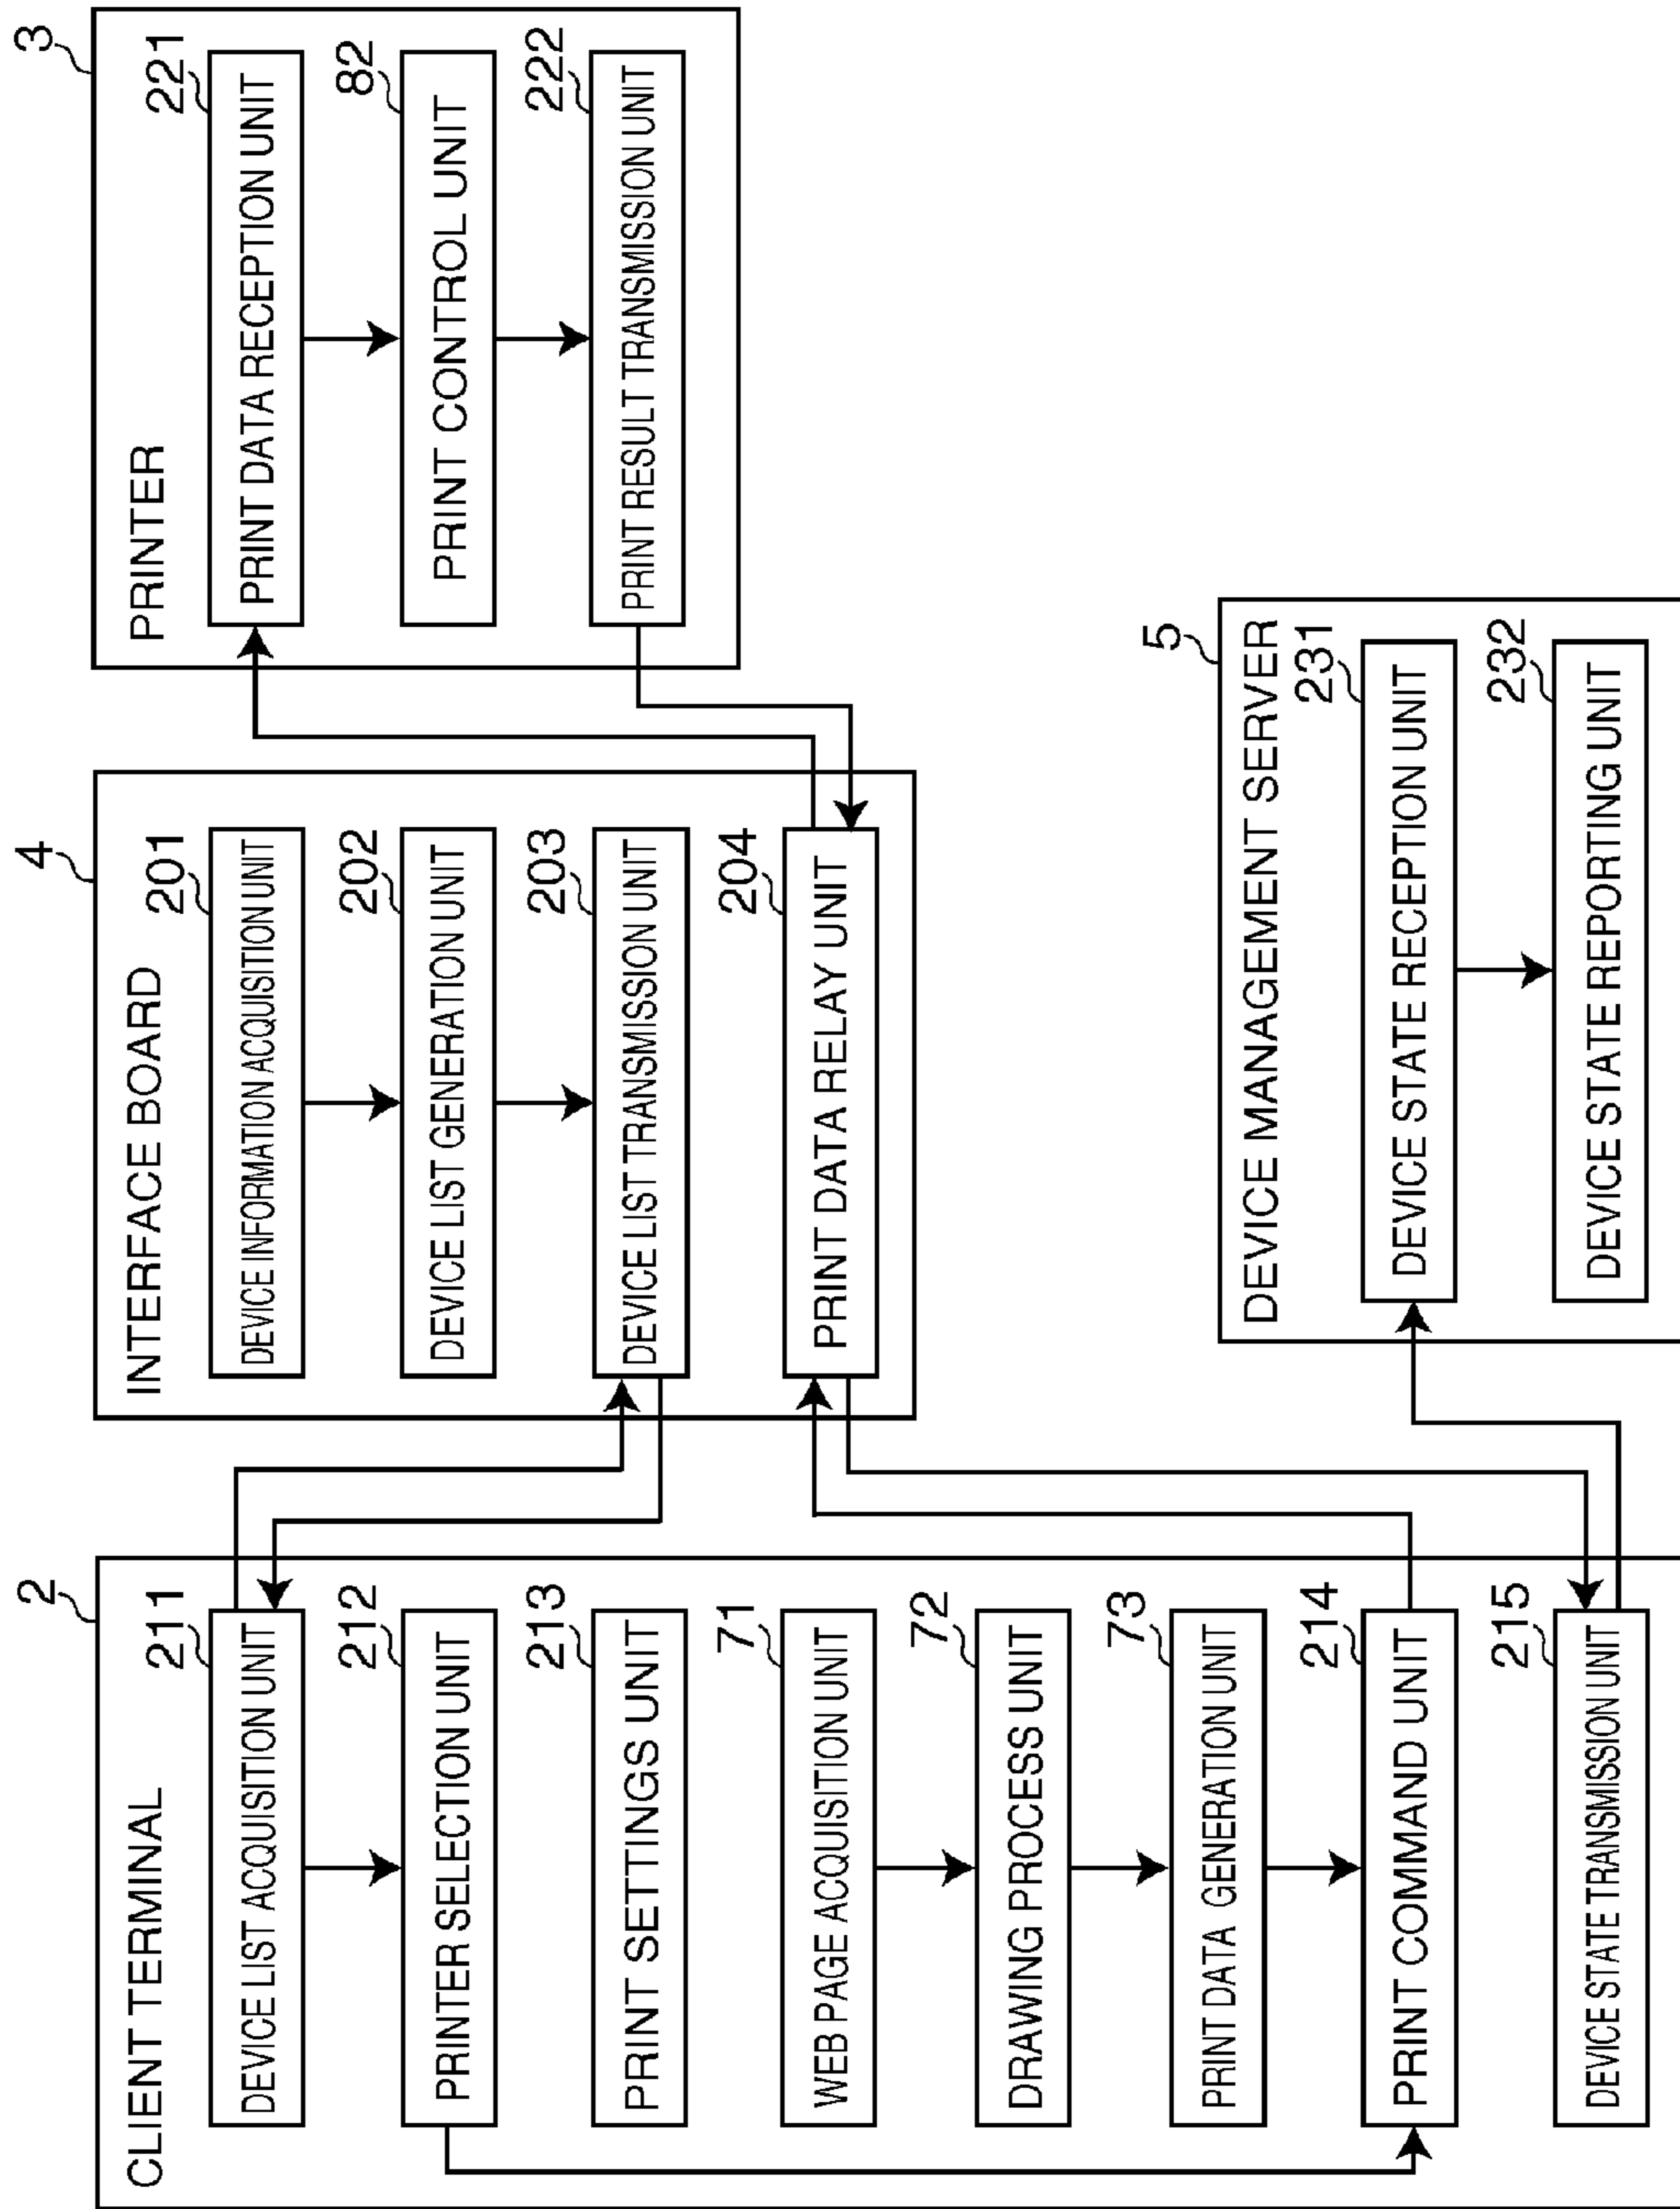 2
CLIENT TERMINAL
211
DEVICE LIST ACQUISITION UNIT
212
PRINTER SELECTION UNIT
213
PRINT SETTINGS UNIT
71
WEB PAGE ACQUISITION UNIT
72
DRAWING PROCESS UNIT
73
PRINT DATA GENERATION UNIT
214
PRINT COMMAND UNIT
215
DEVICE STATE TRANSMISSION UNIT
4
INTERFACE BOARD
201
DEVICE INFORMATION ACQUISITION UNIT
202
DEVICE LIST GENERATION UNIT
203
DEVICE LIST TRANSMISSION UNIT
204
PRINT DATA RELAY UNIT
3
PRINTER
221
PRINT DATA RECEPTION UNIT
82
PRINT CONTROL UNIT
222
PRINT RESULT TRANSMISSION UNIT
5
DEVICE MANAGEMENT SERVER
231
DEVICE STATE RECEPTION UNIT
232
DEVICE STATE REPORTING UNIT